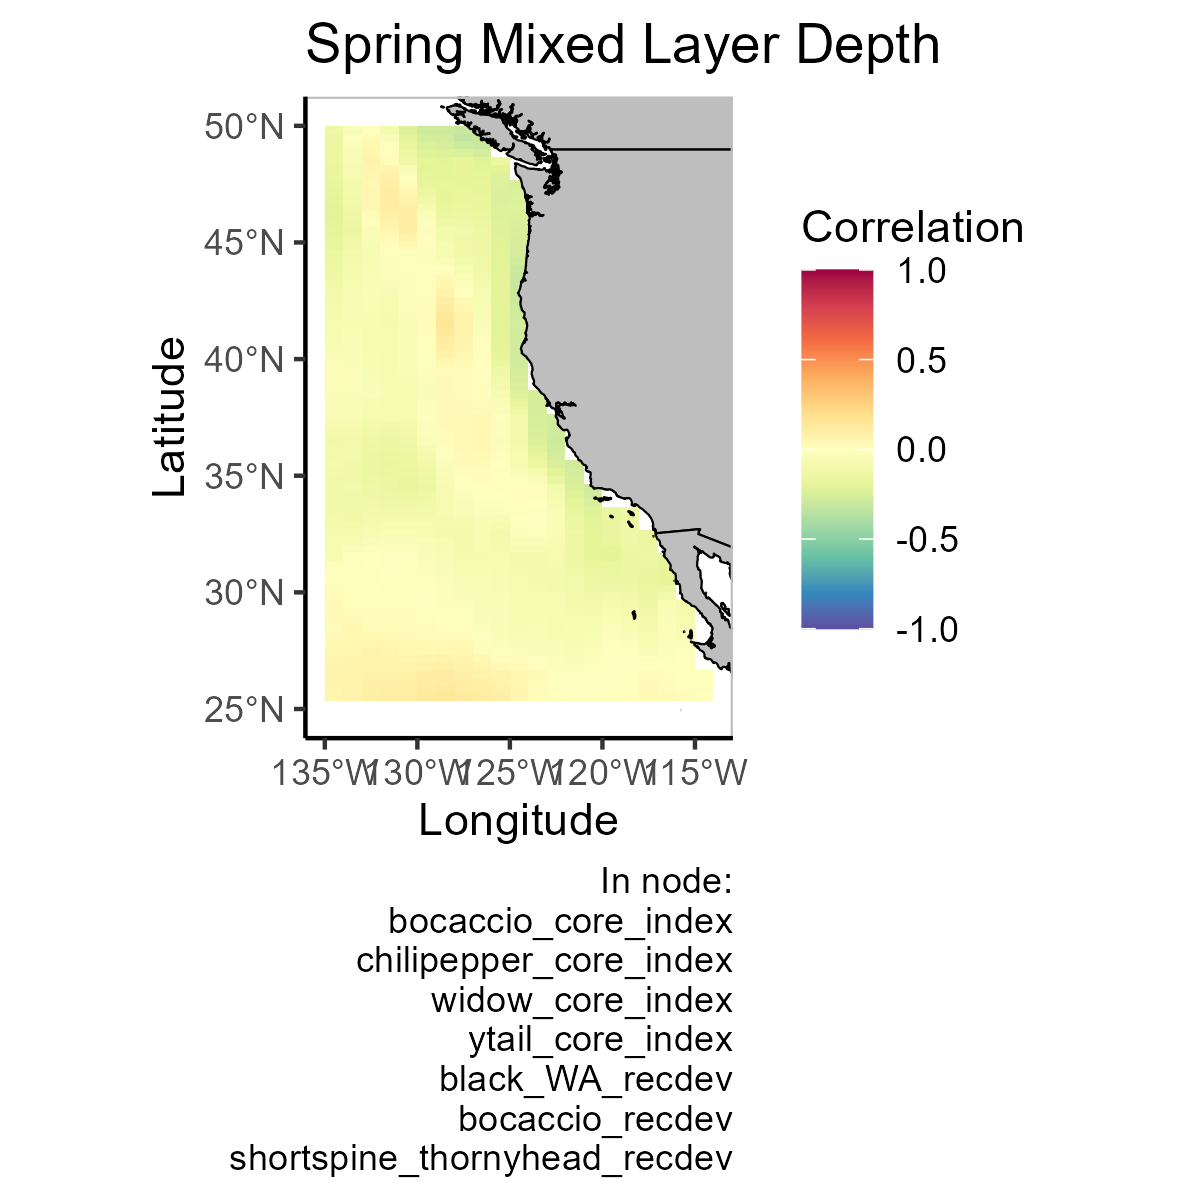 Spring Mixed Layer Depth
50°N
45°N
40°N
35°N
30°N
25°N
Latitude
135°W
130°W
125°W
120°W
115°W
Longitude
Correlation
1.0
0.5
0.0
-0.5
-1.0
In node:
bocaccio_core_index
chilipepper_core_index
widow_core_index
ytail_core_index
black_WA_recdev
bocaccio_recdev
shortspine_thornyhead_recdev